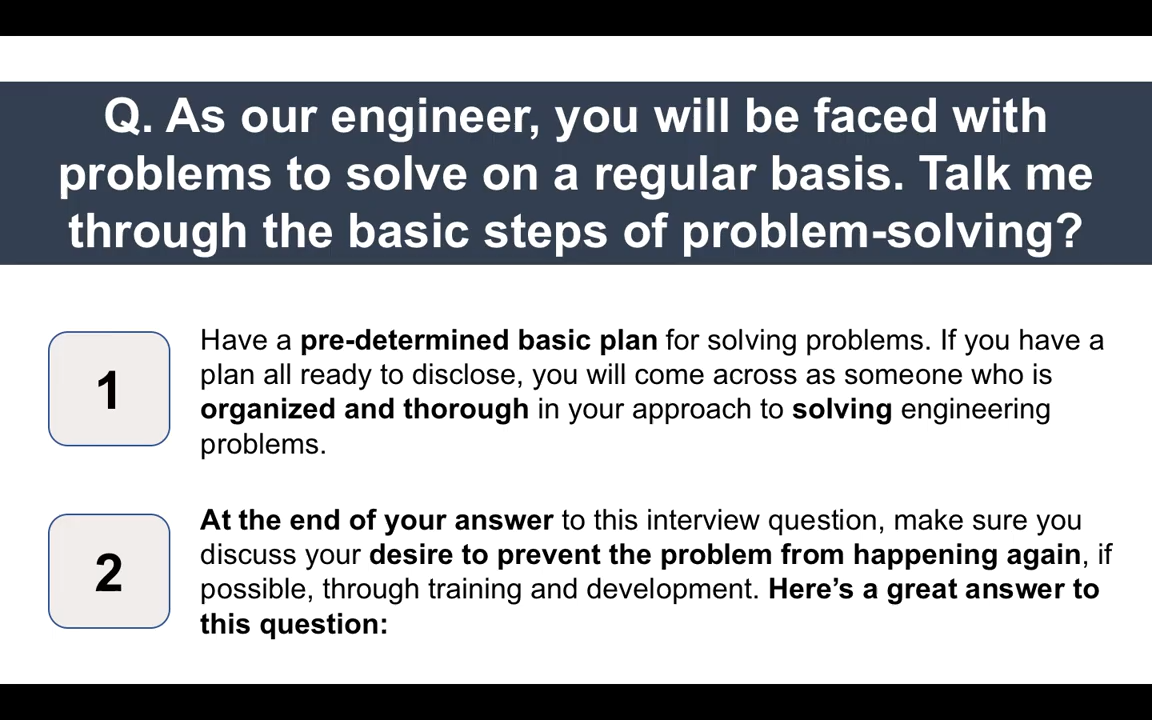 Q. As our engineer, you will be faced with
problems to solve on a regular basis. Talk me
through the basic steps of problem-solving?
1
Have a pre-determined basic plan for solving problems. If you have a
plan all ready to disclose, you will come across as someone who is
organized and thorough in your approach to solving engineering
problems.
2
At the end of your answer to this interview question, make sure you
discuss your desire to prevent the problem from happening again, if
possible, through training and development. Here’s a great answer to
this question: